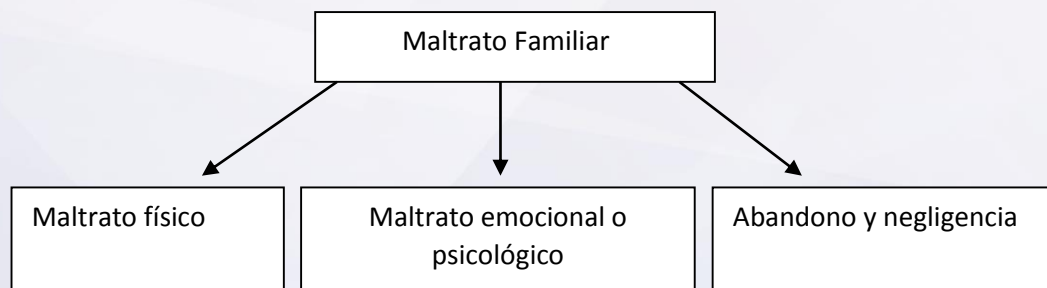 Maltrato Familiar
Maltrato físico
Maltrato emocional o
psicológico
Abandono y negligencia